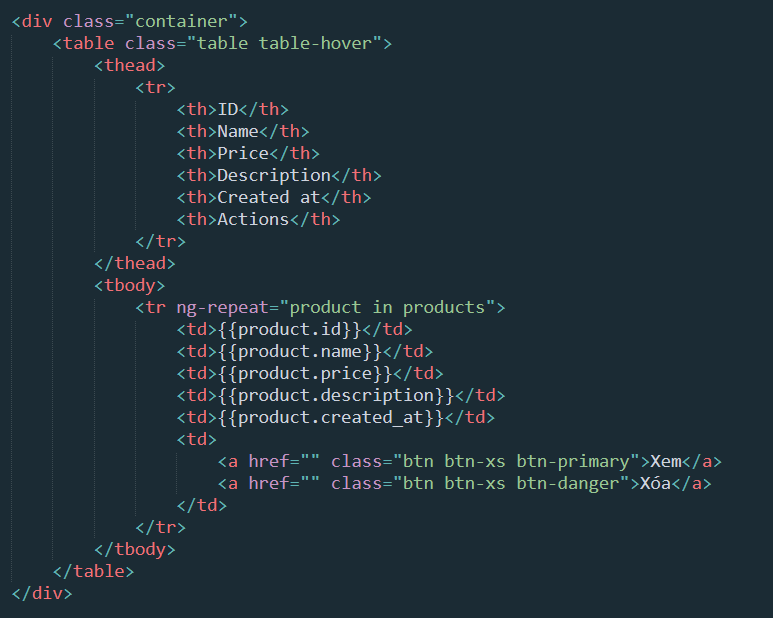 <div class="container">
    <table class="table table-hover">
        <thead>
            <tr>
                <th>ID</th>
                <th>Name</th>
                <th>Price</th>
                <th>Description</th>
                <th>Created at</th>
                <th>Actions</th>
            </tr>
        </thead>
        <tbody>
            <tr ng-repeat="product in products">
                <td>{{product.id}}</td>
                <td>{{product.name}}</td>
                <td>{{product.price}}</td>
                <td>{{product.description}}</td>
                <td>{{product.created_at}}</td>
                <td>
                    <a href="" class="btn btn-xs btn-primary">Xem</a>
                    <a href="" class="btn btn-xs btn-danger">Xóa</a>
                </td>
            </tr>
        </tbody>
    </table>
</div>